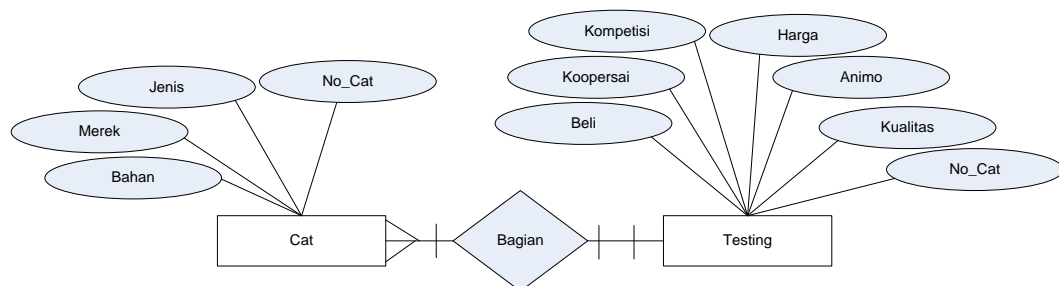 Kompetisi
Harga
Jenis
No_Cat
Koopersai
Animo
Merek
Beli
Kualitas
Bahan
No_Cat
Cat
Bagian
Testing